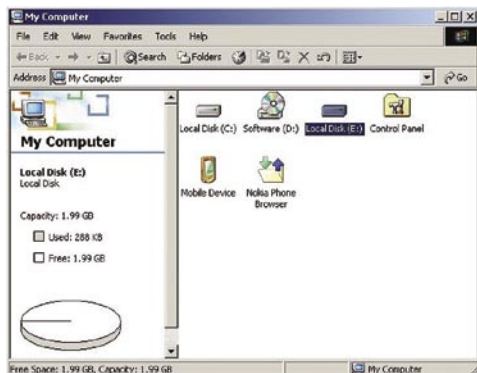 My Computer
File Edit View Favorites Tools Help
Back Search Folders
Address My Computer Go
My Computer
Local Disk (E:)
Local Disk
Capacity: 1.99 GB
Used: 288 KB
Free: 1.99 GB
Local Disk (C:) Software (D:) Local Disk (E:) Control Panel
Mobile Device Nokia Phone
Browser
Free Space: 1.99 GB, Capacity: 1.99 GB My Computer